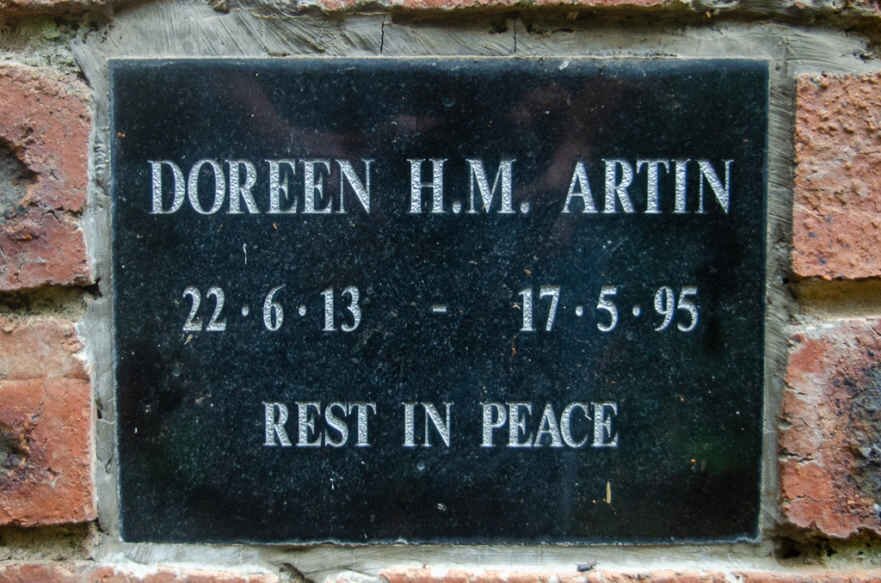 DOREEN H.M. ARTIN
22·6·13 - 17·5·95
REST IN PEACE